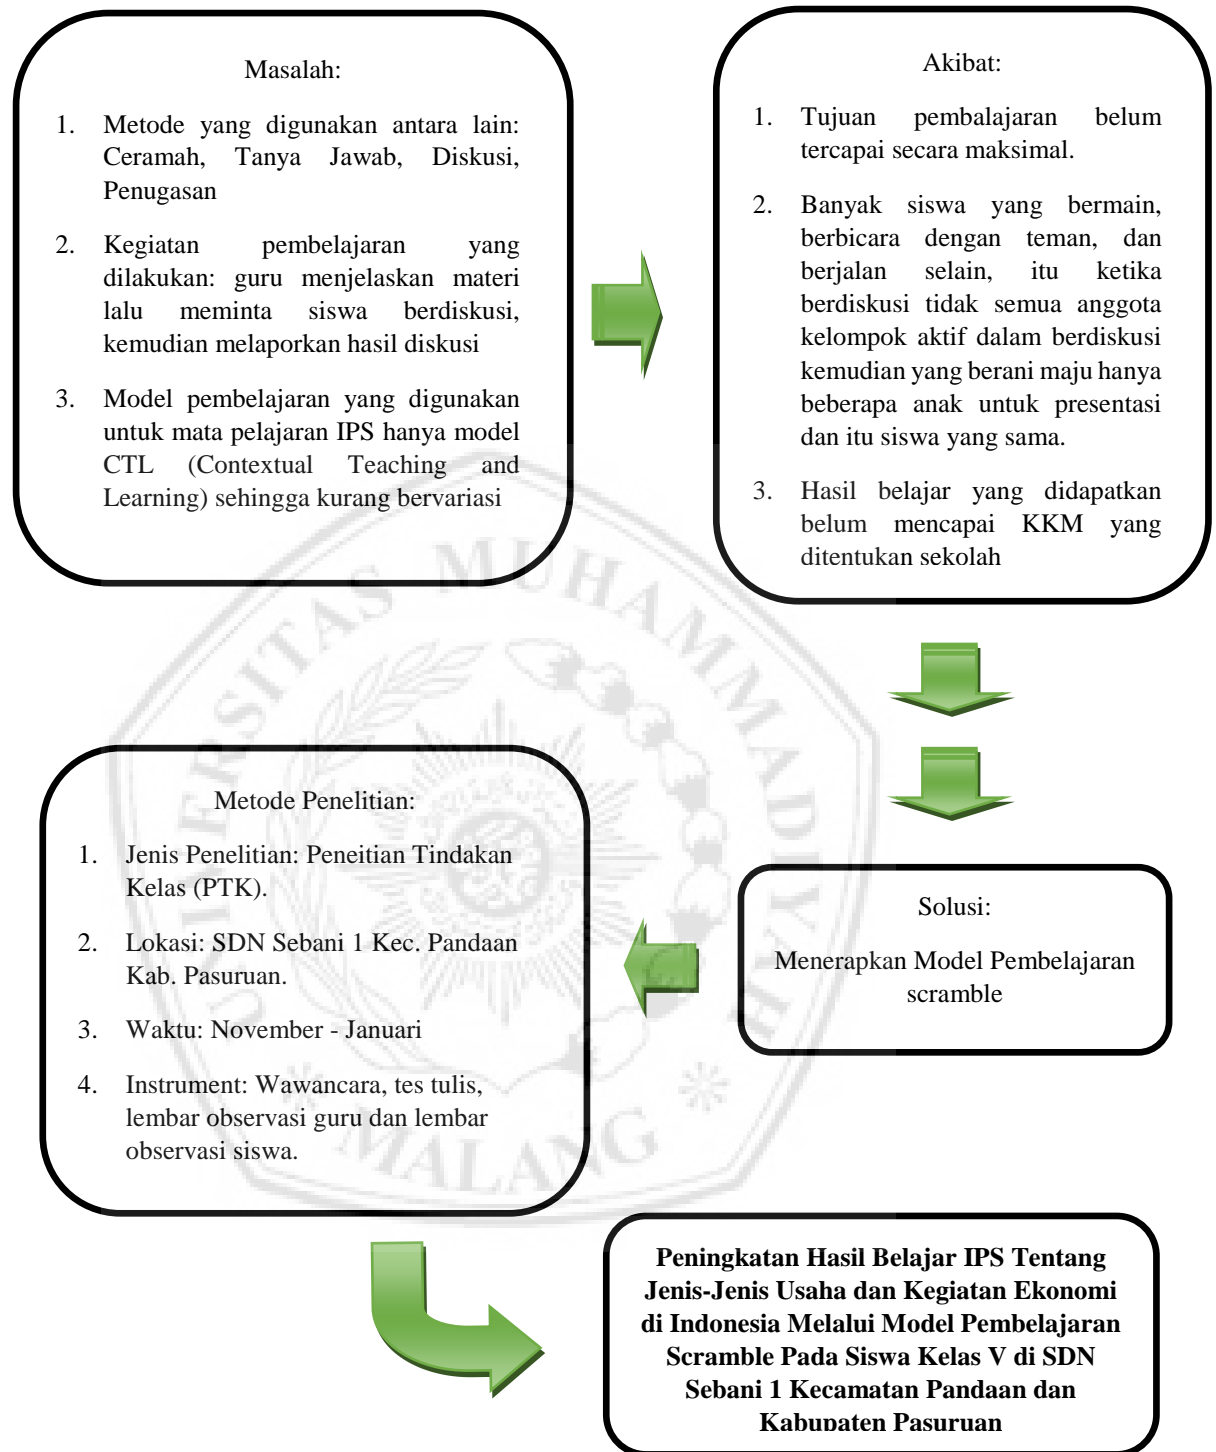 Masalah:
1. Metode yang digunakan antara lain:
Ceramah, Tanya Jawab, Diskusi,
Penugasan
2. Kegiatan pembelajaran yang
dilakukan: guru menjelaskan materi
lalu meminta siswa berdiskusi,
kemudian melaporkan hasil diskusi
3. Model pembelajaran yang digunakan
untuk mata pelajaran IPS hanya model
CTL (Contextual Teaching and
Learning) sehingga kurang bervariasi
Akibat:
1. Tujuan pembalajaran belum
tercapai secara maksimal.
2. Banyak siswa yang bermain,
berbicara dengan teman, dan
berjalan selain, itu ketika
berdiskusi tidak semua anggota
kelompok aktif dalam berdiskusi
kemudian yang berani maju hanya
beberapa anak untuk presentasi
dan itu siswa yang sama.
3. Hasil belajar yang didapatkan
belum mencapai KKM yang
ditentukan sekolah
Solusi:
Menerapkan Model Pembelajaran
scramble
Metode Penelitian:
1. Jenis Penelitian: Peneitian Tindakan
Kelas (PTK).
2. Lokasi: SDN Sebani 1 Kec. Pandaan
Kab. Pasuruan.
3. Waktu: November - Januari
4. Instrument: Wawancara, tes tulis,
lembar observasi guru dan lembar
observasi siswa.
Peningkatan Hasil Belajar IPS Tentang
Jenis-Jenis Usaha dan Kegiatan Ekonomi
di Indonesia Melalui Model Pembelajaran
Scramble Pada Siswa Kelas V di SDN
Sebani 1 Kecamatan Pandaan dan
Kabupaten Pasuruan
UNIVERSITAS MUHAMMADIYAH
MALANG